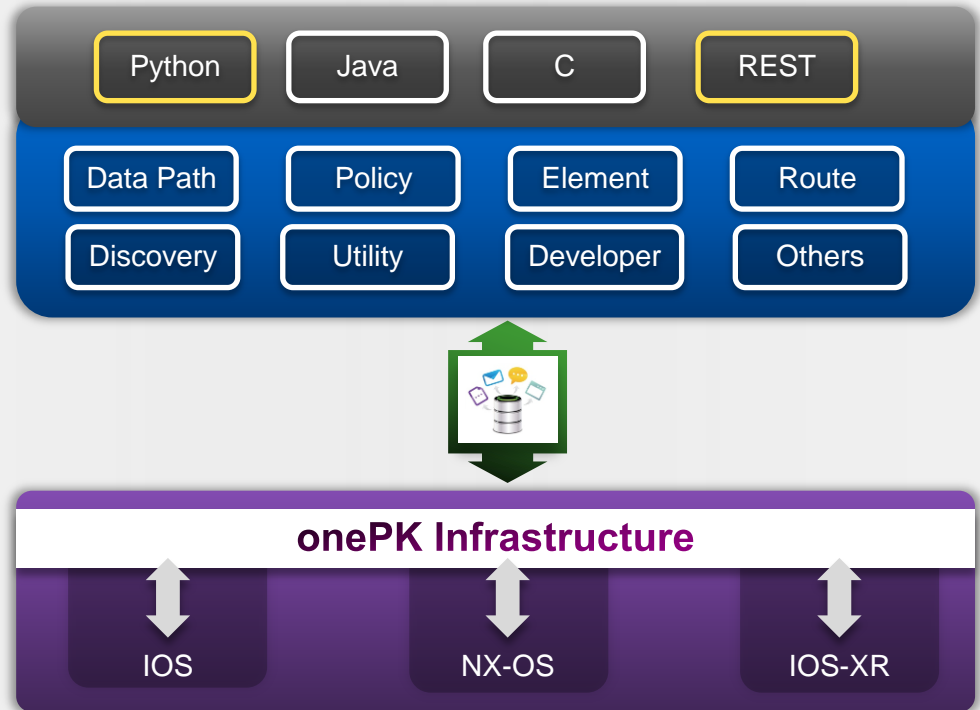 Python Java C REST
Data Path Policy Element Route
Discovery Utility Developer Others
onePK Infrastructure
IOS NX-OS IOS-XR